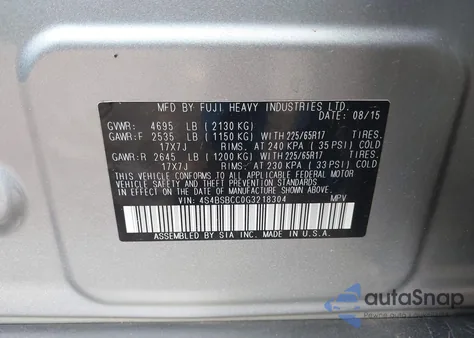 MFD BY FUJI HEAVY INDUSTRIES LTD.
DATE: 08/15
GVWR: 4695 LB (2130 KG)
GAWR:F 2535 LB (1150 KG) WITH 225/65R17 TIRES.
17X7J RIMS. AT 240 KPA (35 PSI) COLD
GAWR:R 2645 LB (1200 KG) WITH 225/65R17 TIRES.
17X7J RIMS. AT 230 KPA (33 PSI) COLD
THIS VEHICLE CONFORMS TO ALL APPLICABLE FEDERAL MOTOR
VEHICLE SAFETY AND THEFT PREVENTION STANDARDS IN
EFFECT ON THE DATE OF MANUFACTURE SHOWN ABOVE.
VIN: 4S4BSBCC0G3218304 MPV
ASSEMBLED BY SIA INC. MADE IN U.S.A.
autoSnap